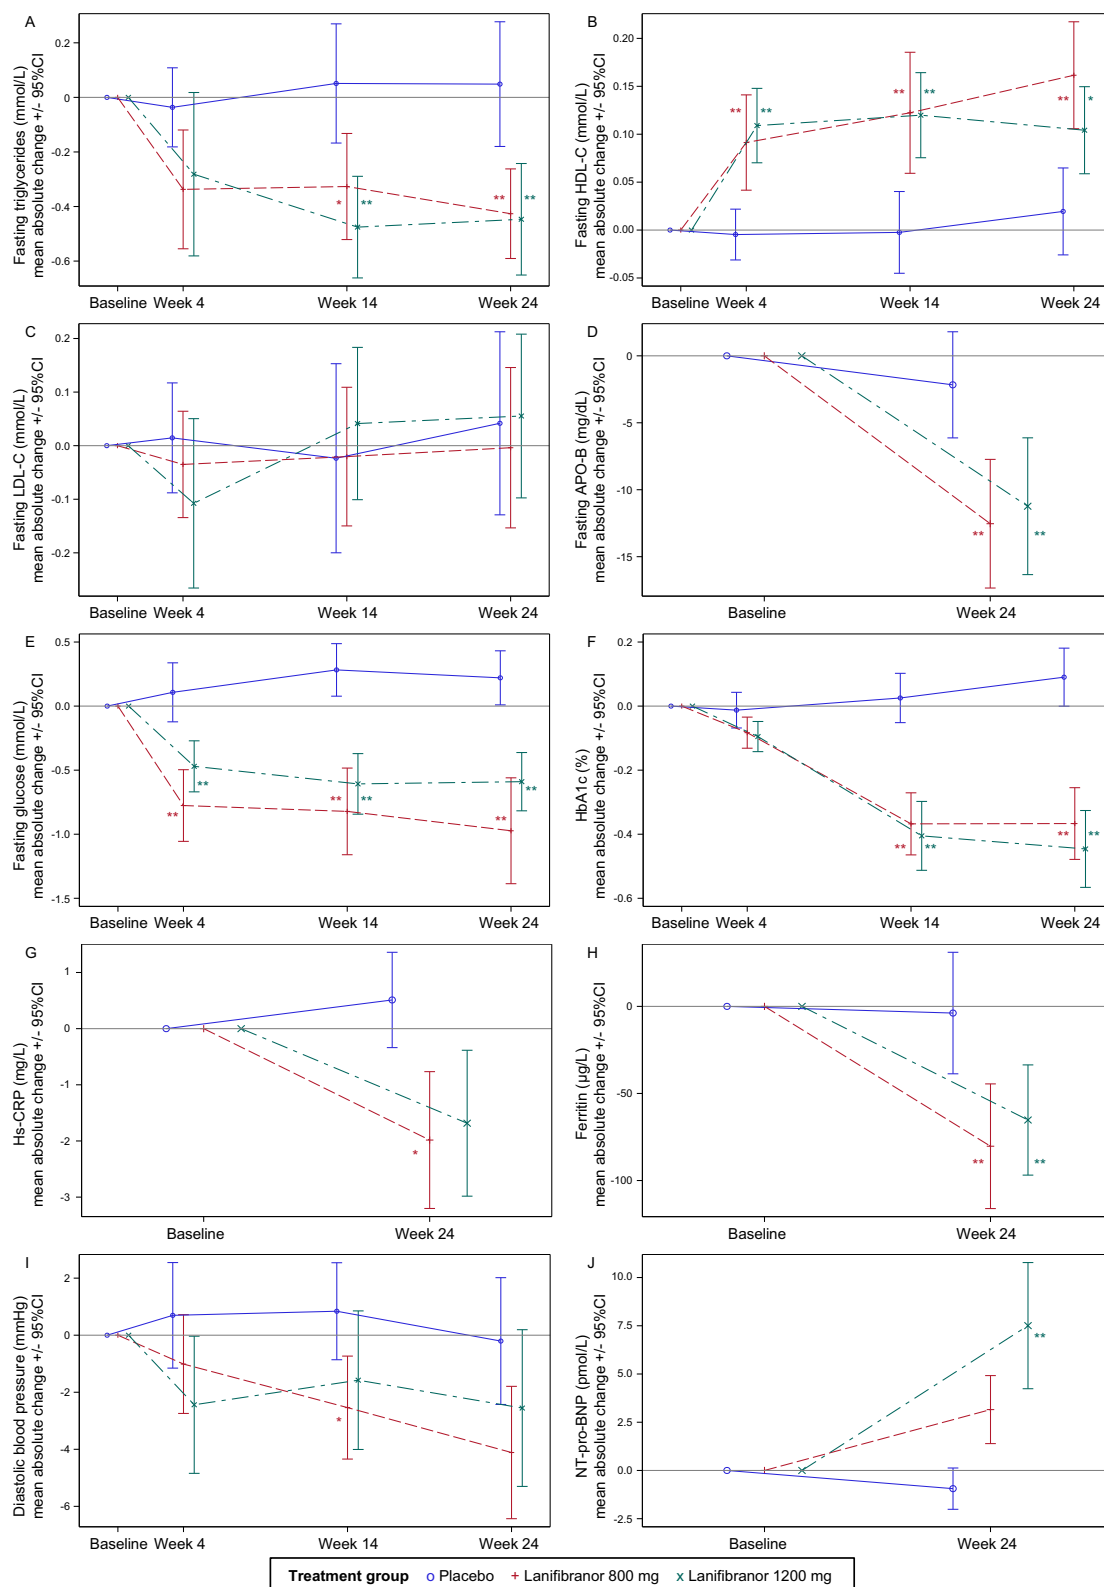 A
Fasting triglycerides (mmol/L)
mean absolute change +/- 95%CI
0.2
0
-0.2
-0.4
-0.6
* ** ** **
Baseline Week 4 Week 14 Week 24
B
Fasting HDL-C (mmol/L)
mean absolute change +/- 95%CI
0.20
0.15
0.10
0.05
0.00
-0.05
** ** ** ** ** *
Baseline Week 4 Week 14 Week 24
C
Fasting LDL-C (mmol/L)
mean absolute change +/- 95%CI
0.2
0.1
0.0
-0.1
-0.2
Baseline Week 4 Week 14 Week 24
D
Fasting APO-B (mg/dL)
mean absolute change +/- 95%CI
0
-5
-10
-15
** **
Baseline Week 24
E
Fasting glucose (mmol/L)
mean absolute change +/- 95%CI
0.5
0.0
-0.5
-1.0
-1.5
** ** ** ** ** **
Baseline Week 4 Week 14 Week 24
F
HbA1c (%)
mean absolute change +/- 95%CI
0.2
0
-0.2
-0.4
-0.6
** ** ** **
Baseline Week 4 Week 14 Week 24
G
Hs-CRP (mg/L)
mean absolute change +/- 95%CI
1
0
-1
-2
-3
*
Baseline Week 24
H
Ferritin (µg/L)
mean absolute change +/- 95%CI
0
-50
-100
** **
Baseline Week 24
I
Diastolic blood pressure (mmHg)
mean absolute change +/- 95%CI
2
0
-2
-4
-6
*
Baseline Week 4 Week 14 Week 24
J
NT-pro-BNP (pmol/L)
mean absolute change +/- 95%CI
10.0
7.5
5.0
2.5
0.0
-2.5
**
Baseline Week 24
Treatment group o Placebo + Lanifibranor 800 mg x Lanifibranor 1200 mg